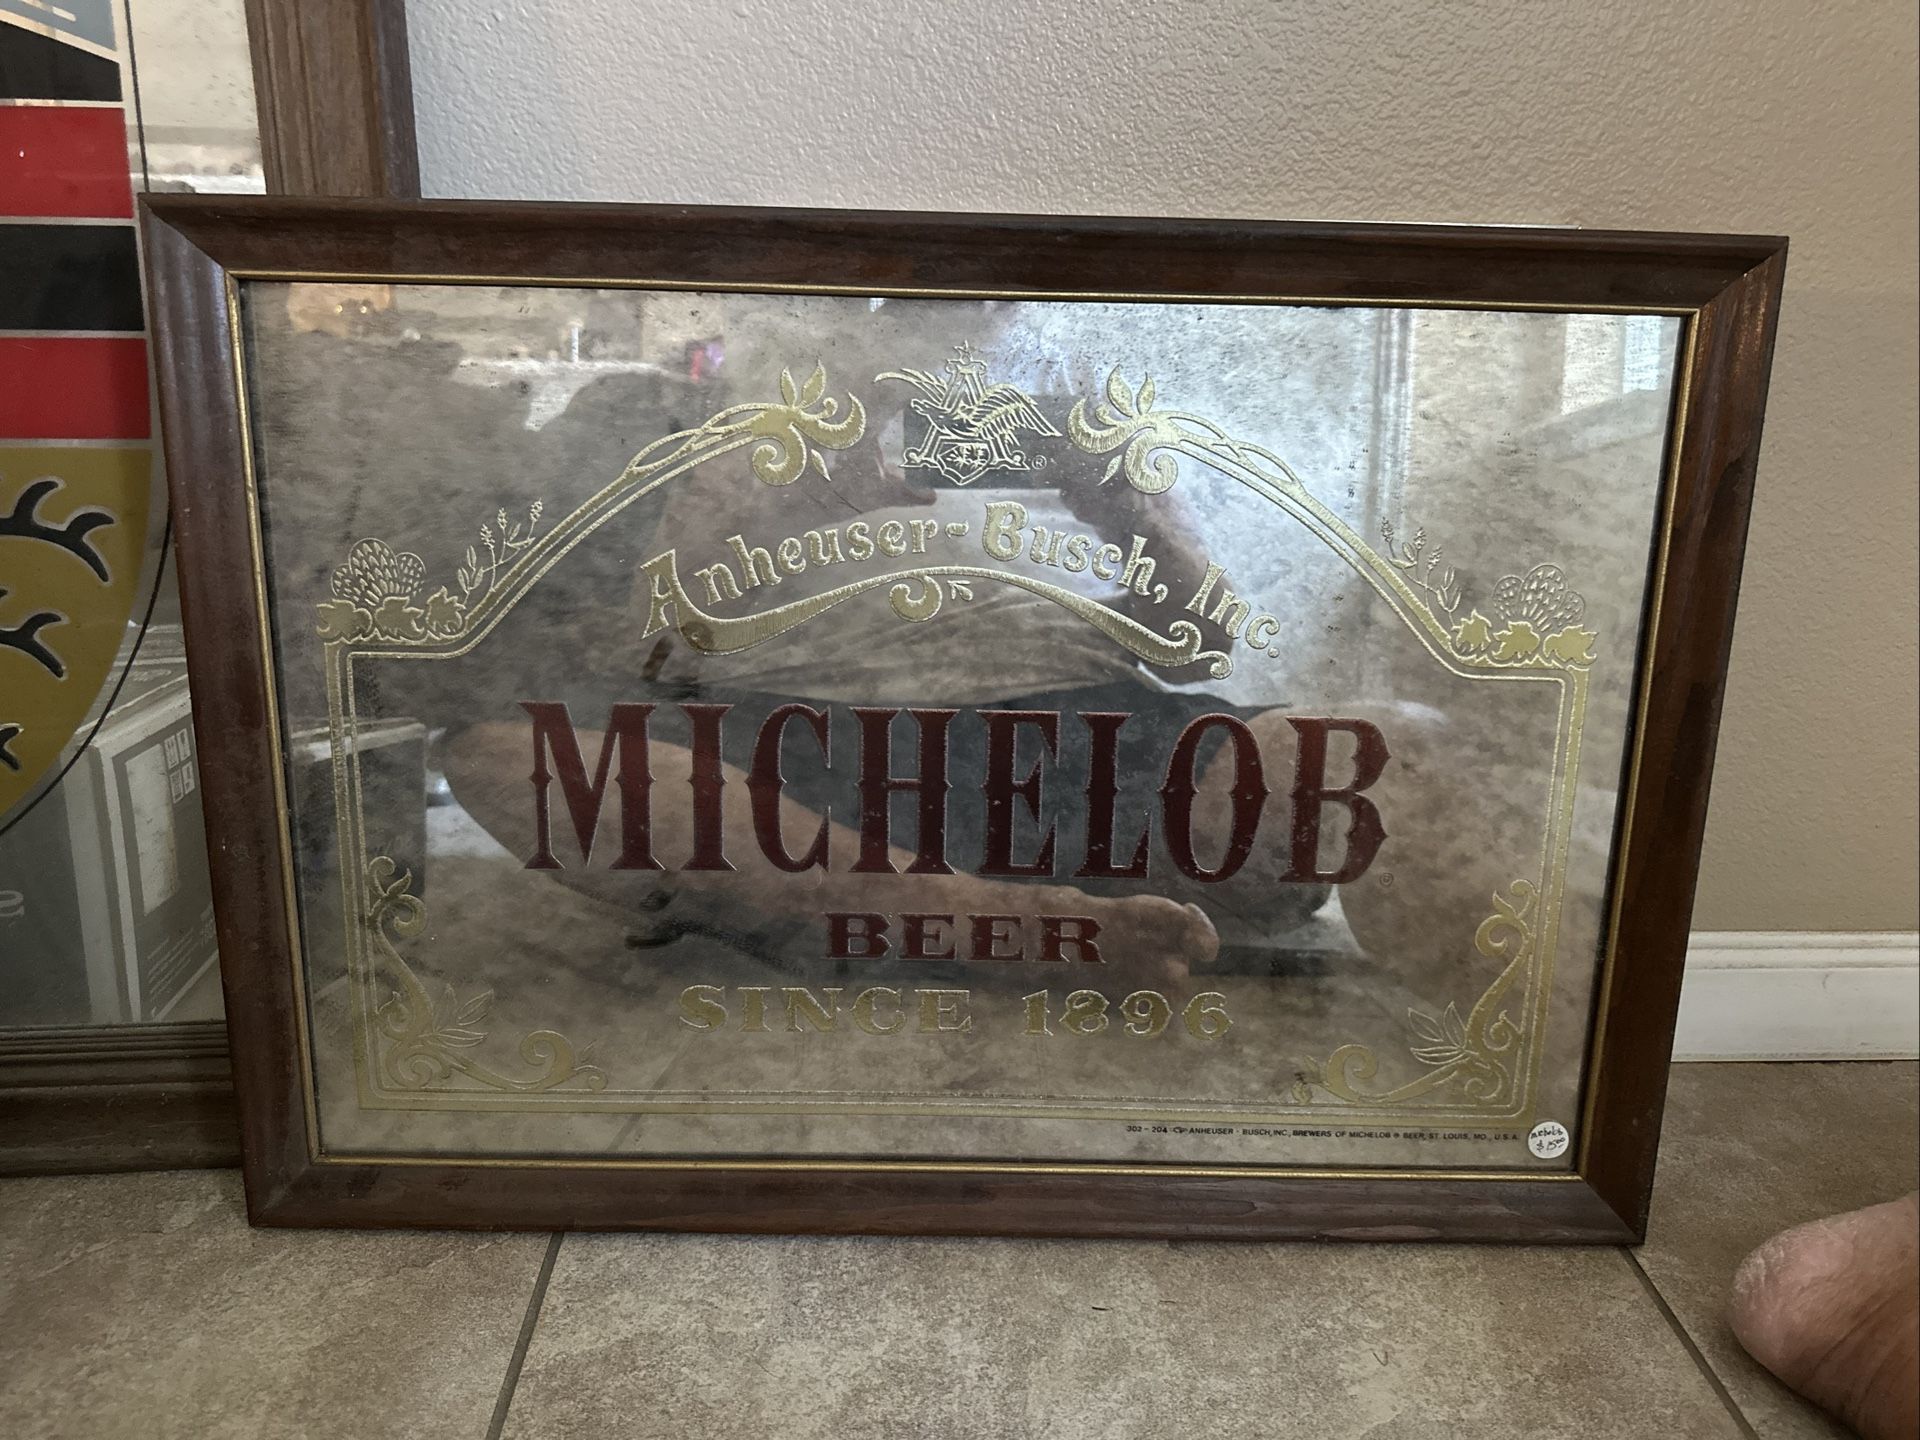 Anheuser-Busch, Inc.
MICHELOB
BEER
SINCE 1896
302-204 ANHEUSER-BUSCH, INC., BREWERS OF MICHELOB ® BEER, ST. LOUIS, MO., U.S.A.